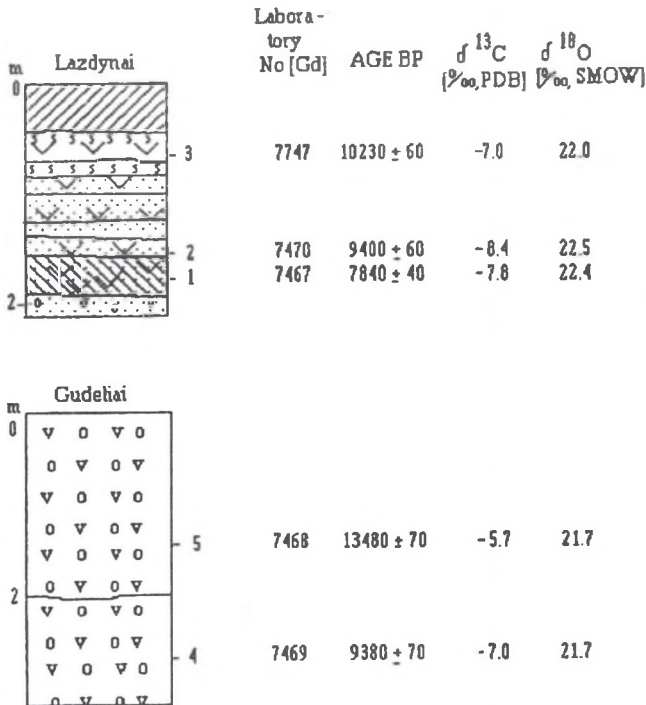 Labora-
tory
No [Gd] AGE BP δ 13C [‰, PDB] δ 18O [‰, SMOW]
m Lazdynai
0
3 7747 10230 ± 60 -7.0 22.0
2 7470 9400 ± 60 -8.4 22.5
1 7467 7840 ± 40 -7.8 22.4
2
m Gudeliai
0
5 7468 13480 ± 70 -5.7 21.7
2
4 7469 9380 ± 70 -7.0 21.7